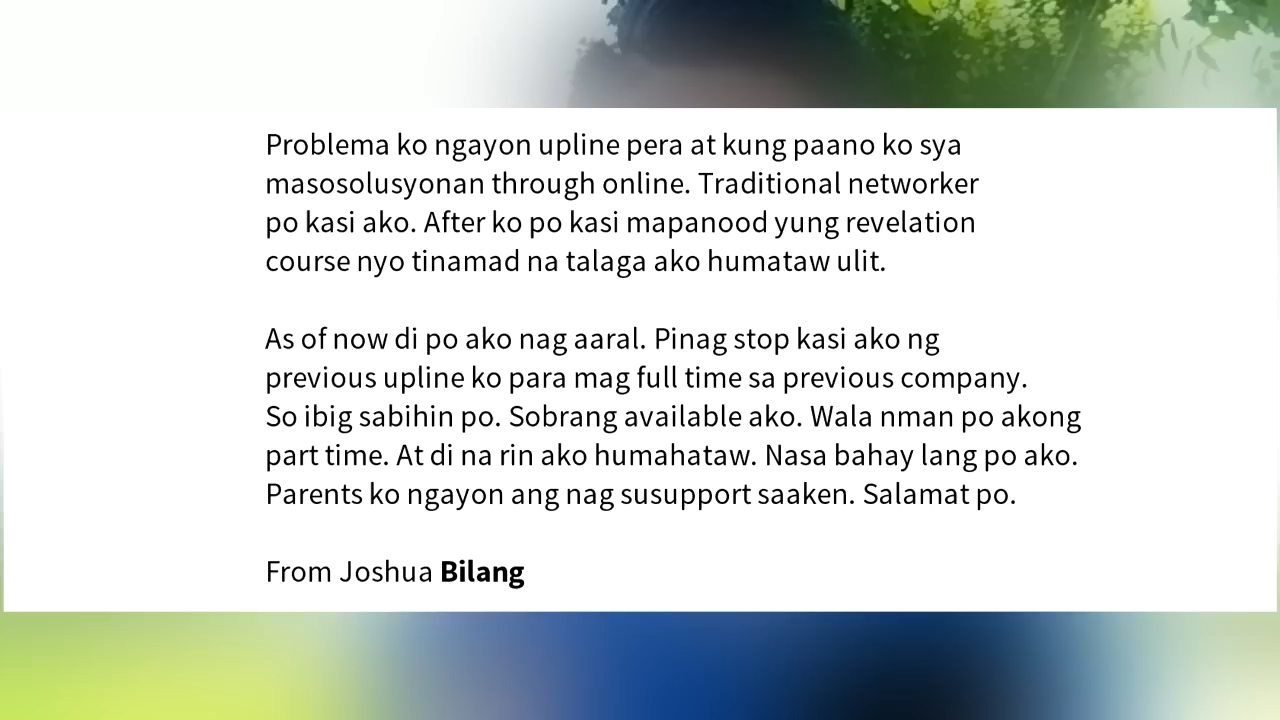 Problema ko ngayon upline pera at kung paano ko sya
masosolusyonan through online. Traditional networker
po kasi ako. After ko po kasi mapanood yung revelation
course nyo tinamad na talaga ako humataw ulit.
As of now di po ako nag aaral. Pinag stop kasi ako ng
previous upline ko para mag full time sa previous company.
So ibig sabihin po. Sobrang available ako. Wala nman po akong
part time. At di na rin ako humahataw. Nasa bahay lang po ako.
Parents ko ngayon ang nag susupport saaken. Salamat po.
From Joshua Bilang